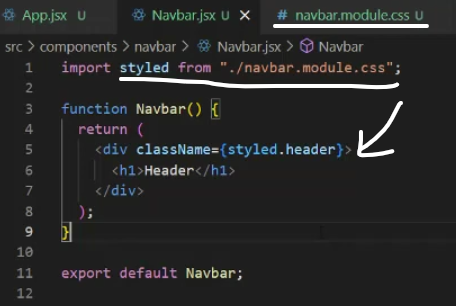 App.jsx U Navbar.jsx U # navbar.module.css U
src > components > navbar > Navbar.jsx > Navbar
1 import styled from "./navbar.module.css";
2
3 function Navbar() {
4 return (
5 <div className={styled.header}>
6 <h1>Header</h1>
7 </div>
8 );
9 }
10
11 export default Navbar;
12